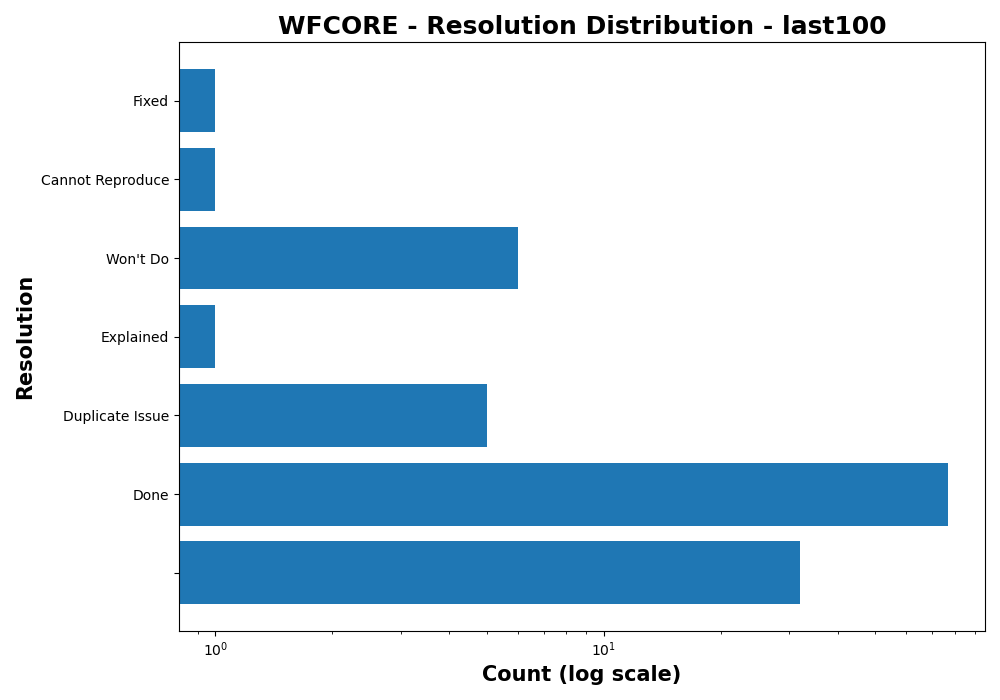 WFCORE - Resolution Distribution - last100
Fixed
Cannot Reproduce
Won't Do
Explained
Duplicate Issue
Done
Resolution
10⁰
10¹
Count (log scale)